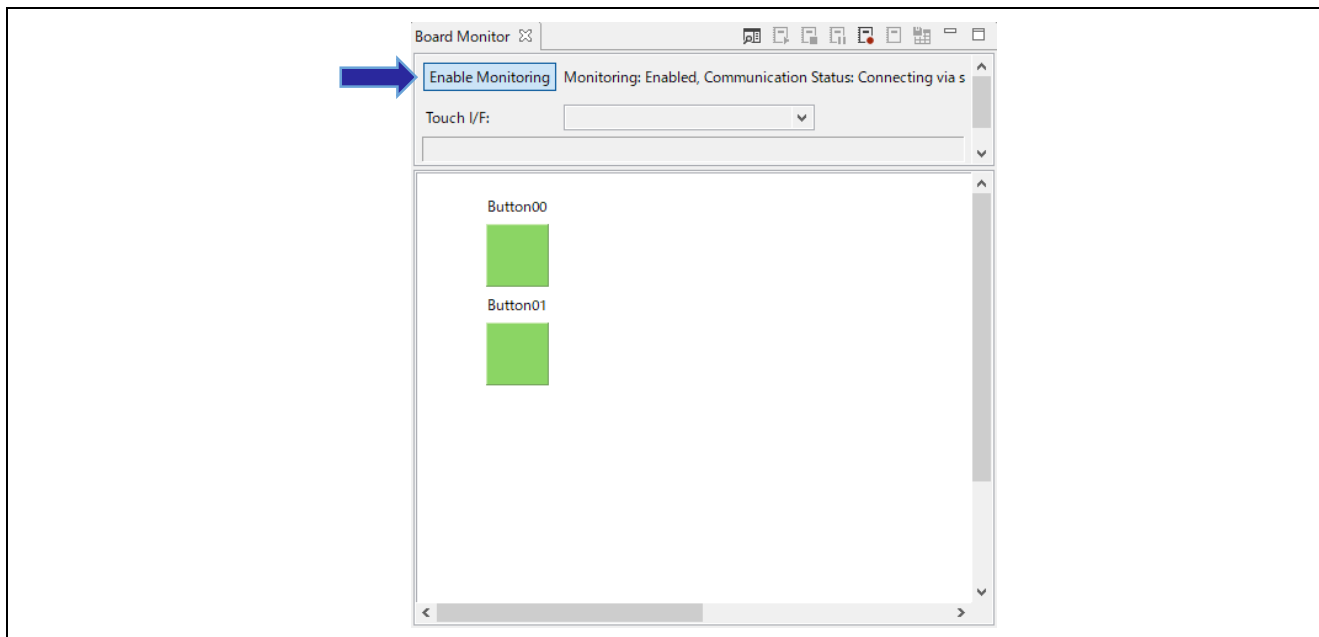 Board Monitor
Enable Monitoring Monitoring: Enabled, Communication Status: Connecting via s
Touch I/F:
Button00
Button01